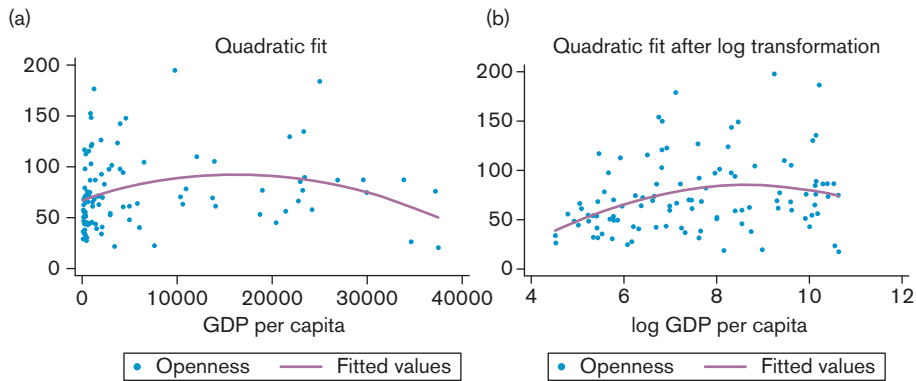 (a)
Quadratic fit
200
150
100
50
0
0 10000 20000 30000 40000
GDP per capita
Openness Fitted values
(b)
Quadratic fit after log transformation
200
150
100
50
0
4 6 8 10 12
log GDP per capita
Openness Fitted values